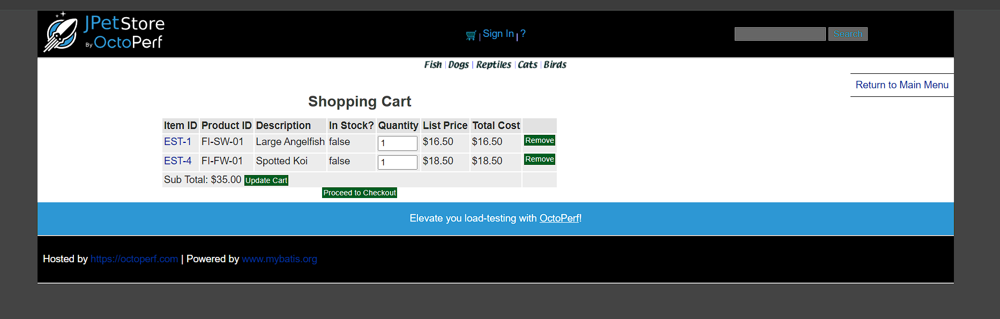 JPetStore
By OctoPerf
| Sign In | ?
Search
Fish | Dogs | Reptiles | Cats | Birds
Return to Main Menu
Shopping Cart
Item ID Product ID Description In Stock? Quantity List Price Total Cost
EST-1 FI-SW-01 Large Angelfish false 1 $16.50 $16.50 Remove
EST-4 FI-FW-01 Spotted Koi false 1 $18.50 $18.50 Remove
Sub Total: $35.00 Update Cart
Proceed to Checkout
Elevate you load-testing with OctoPerf!
Hosted by https://octoperf.com | Powered by www.mybatis.org